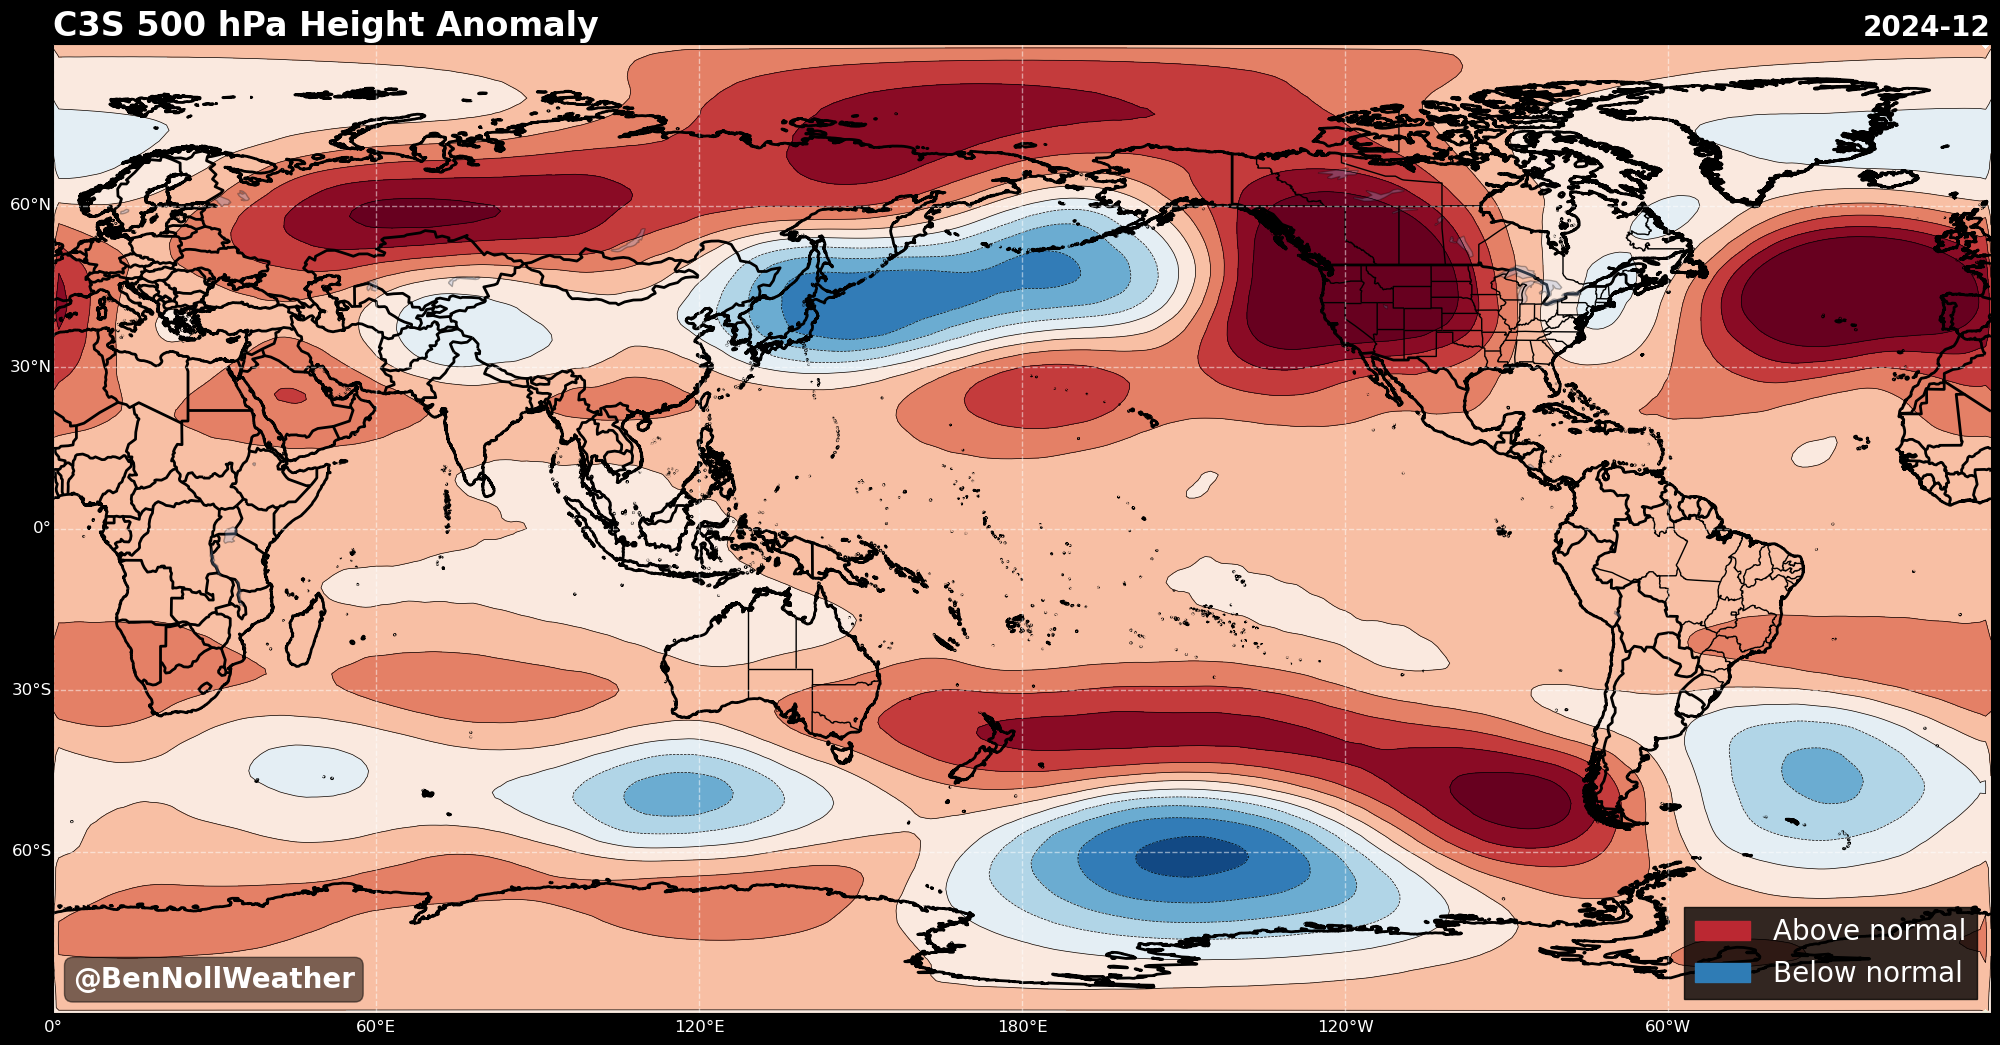 C3S 500 hPa Height Anomaly
2024-12
60°N
30°N
0°
30°S
60°S
Above normal
Below normal
@BenNollWeather
0°
60°E
120°E
180°E
120°W
60°W